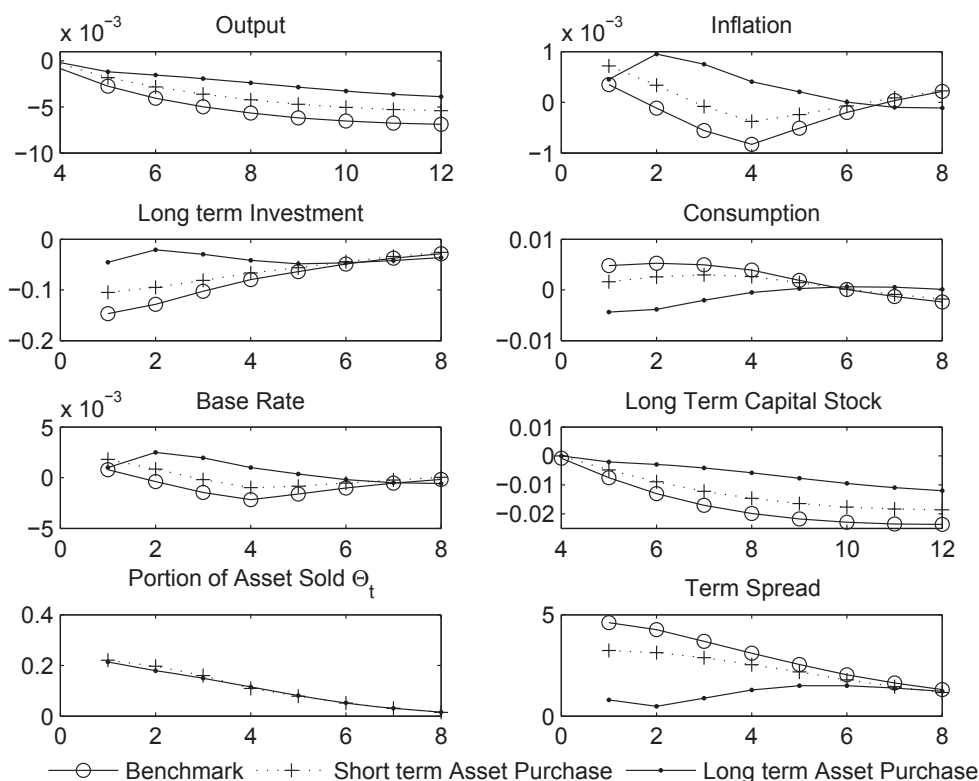 x 10⁻³ Output
0
−5
−10
4 6 8 10 12
x 10⁻³ Inflation
1
0
−1
0 2 4 6 8
Long term Investment
0
−0.1
−0.2
0 2 4 6 8
Consumption
0.01
0
−0.01
0 2 4 6 8
x 10⁻³ Base Rate
5
0
−5
0 2 4 6 8
Long Term Capital Stock
0.01
0
−0.01
−0.02
4 6 8 10 12
Portion of Asset Sold Θt
0.4
0.2
0
0 2 4 6 8
Term Spread
5
0
0 2 4 6 8
Benchmark Short term Asset Purchase Long term Asset Purchase